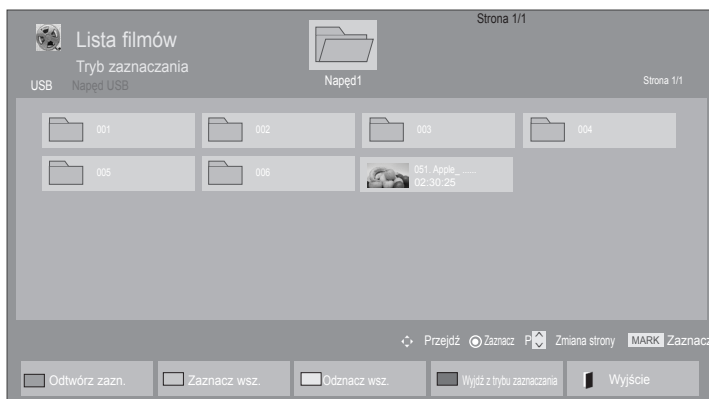 Strona 1/1
Lista filmów
Tryb zaznaczania
USB Napęd USB
Napęd1
Strona 1/1
001 002 003 004
005 006 051. Apple_ ......
02:30:25
Przejdź Zaznacz P Zmiana strony MARK Zaznacz
Odtwórz zazn. Zaznacz wsz. Odznacz wsz. Wyjdź z trybu zaznaczania Wyjście